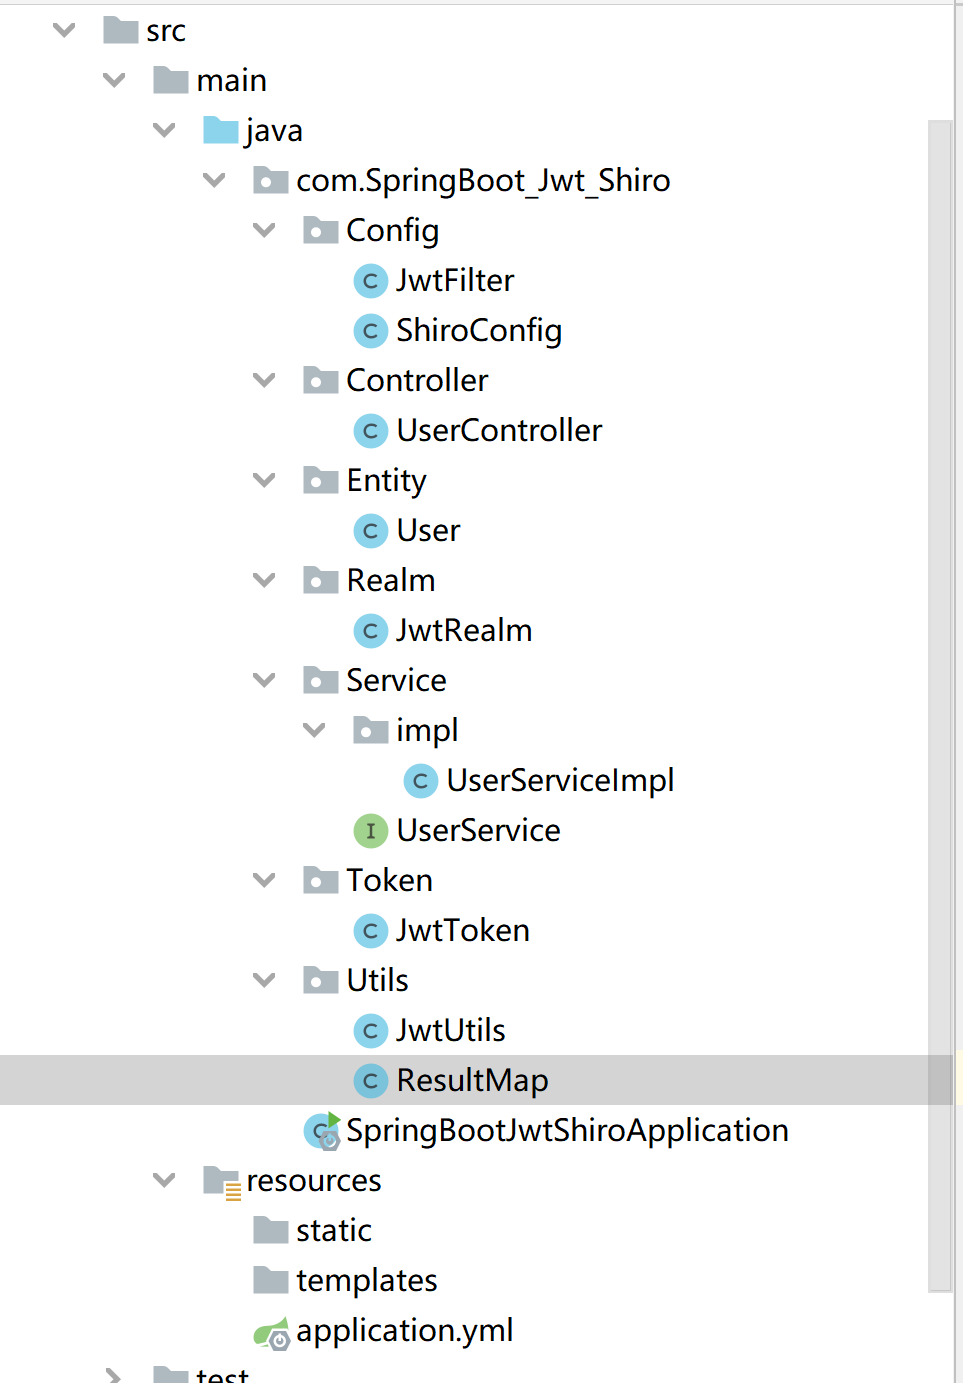 src
main
java
com.SpringBoot_Jwt_Shiro
Config
JwtFilter
ShiroConfig
Controller
UserController
Entity
User
Realm
JwtRealm
Service
impl
UserServiceImpl
UserService
Token
JwtToken
Utils
JwtUtils
ResultMap
SpringBootJwtShiroApplication
resources
static
templates
application.yml
test